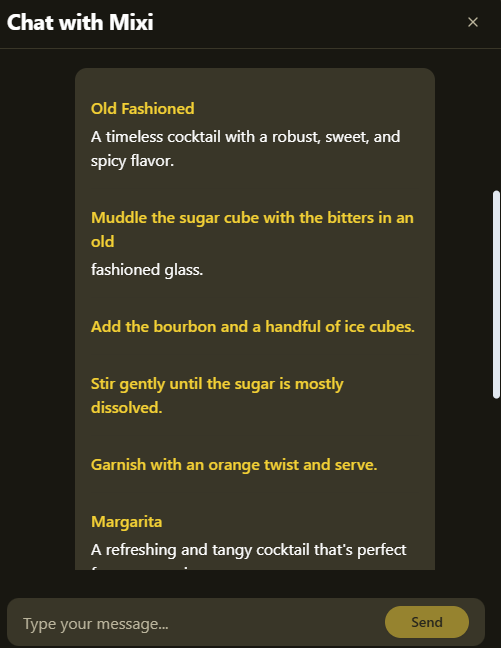 Chat with Mixi
×
Old Fashioned
A timeless cocktail with a robust, sweet, and
spicy flavor.
Muddle the sugar cube with the bitters in an
old
fashioned glass.
Add the bourbon and a handful of ice cubes.
Stir gently until the sugar is mostly
dissolved.
Garnish with an orange twist and serve.
Margarita
A refreshing and tangy cocktail that's perfect
Type your message...
Send